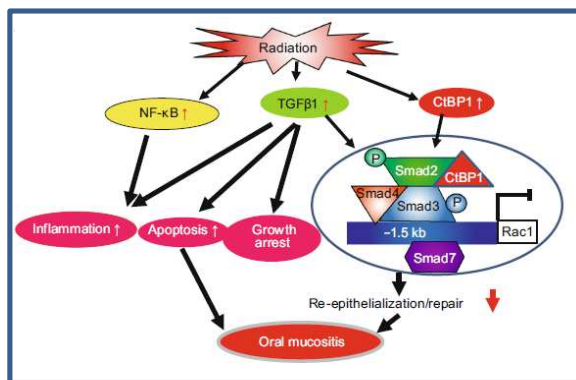 Radiation
NF-κB ↑
TGFβ1 ↑
CtBP1 ↑
P
Smad2
CtBP1
Smad4
Smad3
P
Inflammation ↑
Apoptosis ↑
Growth
arrest
~1.5 kb
Rac1
Smad7
Re-epithelialization/repair
Oral mucositis